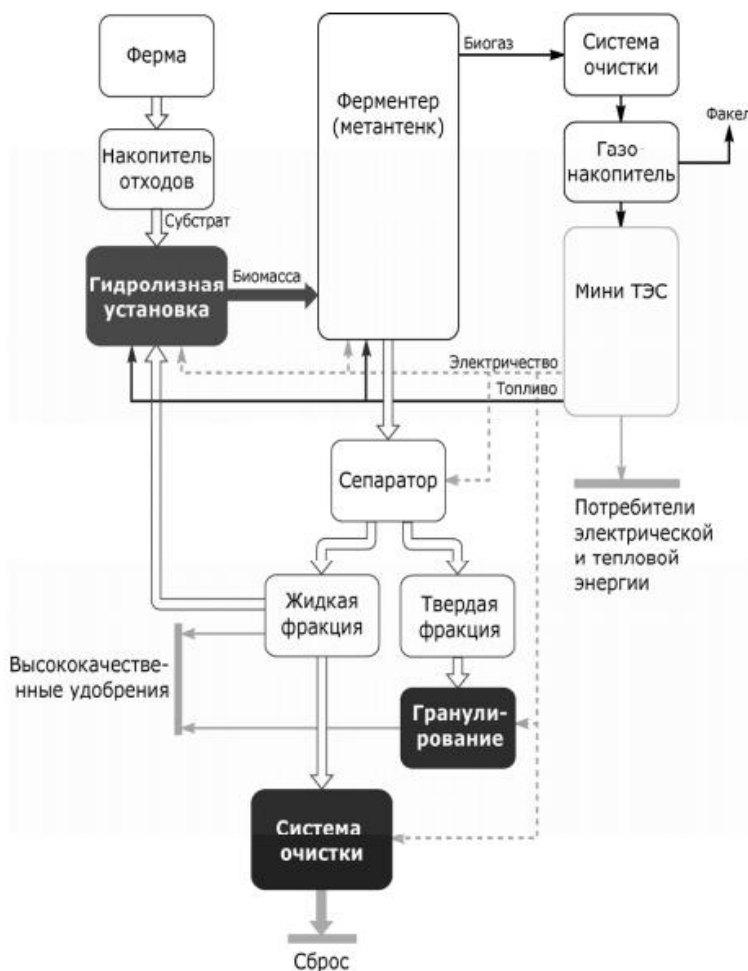 Ферма
Накопитель
отходов
Субстрат
Гидролизная
установка
Биомасса
Ферментер
(метантенк)
Биогаз
Система
очистки
Факел
Газо-
накопитель
Мини ТЭС
Электричество
Топливо
Сепаратор
Потребители
электрической
и тепловой
энергии
Жидкая
фракция
Твердая
фракция
Высококачестве-
нные удобрения
Гранули-
рование
Система
очистки
Сброс